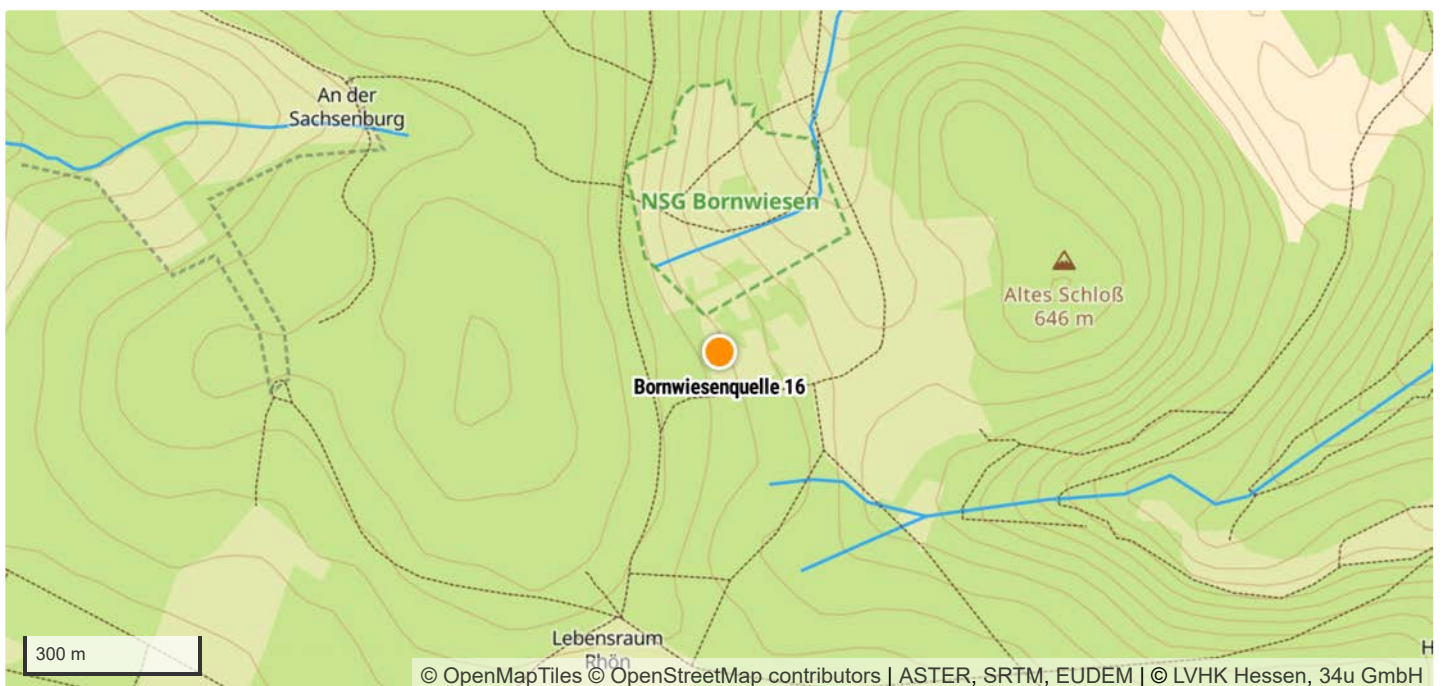 An der
Sachsenburg
NSG Bornwiesen
Altes Schloß
646 m
Bornwiesenquelle 16
Lebensraum
Rhön
H
300 m
© OpenMapTiles © OpenStreetMap contributors | ASTER, SRTM, EUDEM | © LVHK Hessen, 34u GmbH